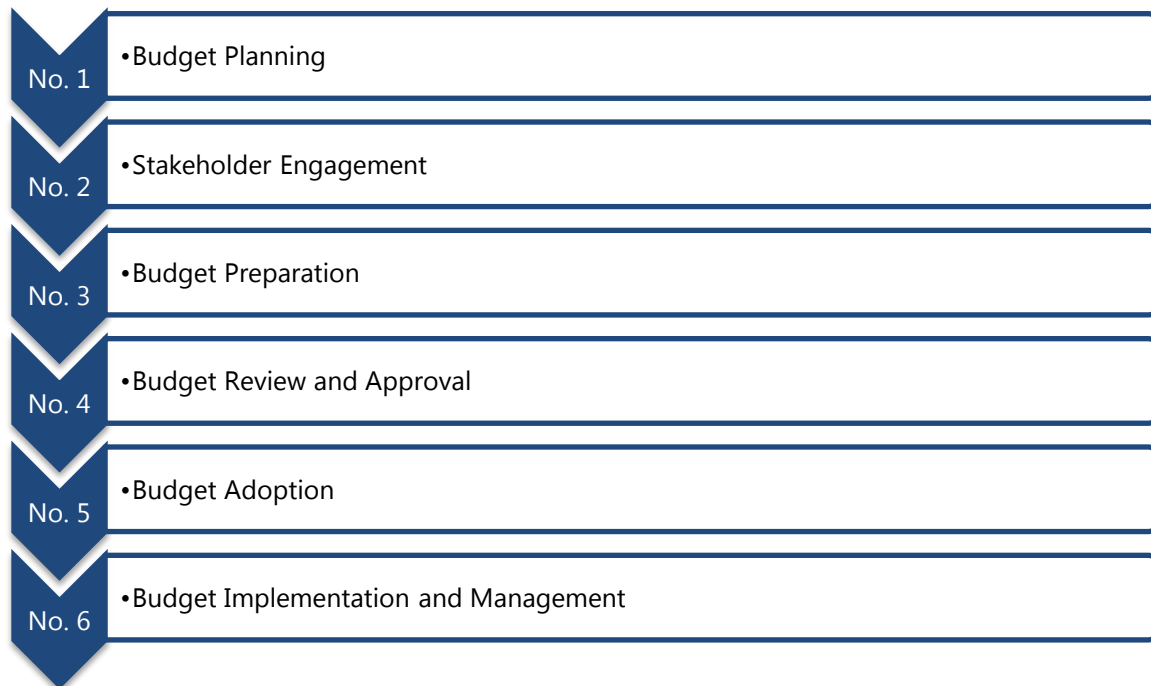 No. 1
•Budget Planning
No. 2
•Stakeholder Engagement
No. 3
•Budget Preparation
No. 4
•Budget Review and Approval
No. 5
•Budget Adoption
No. 6
•Budget Implementation and Management